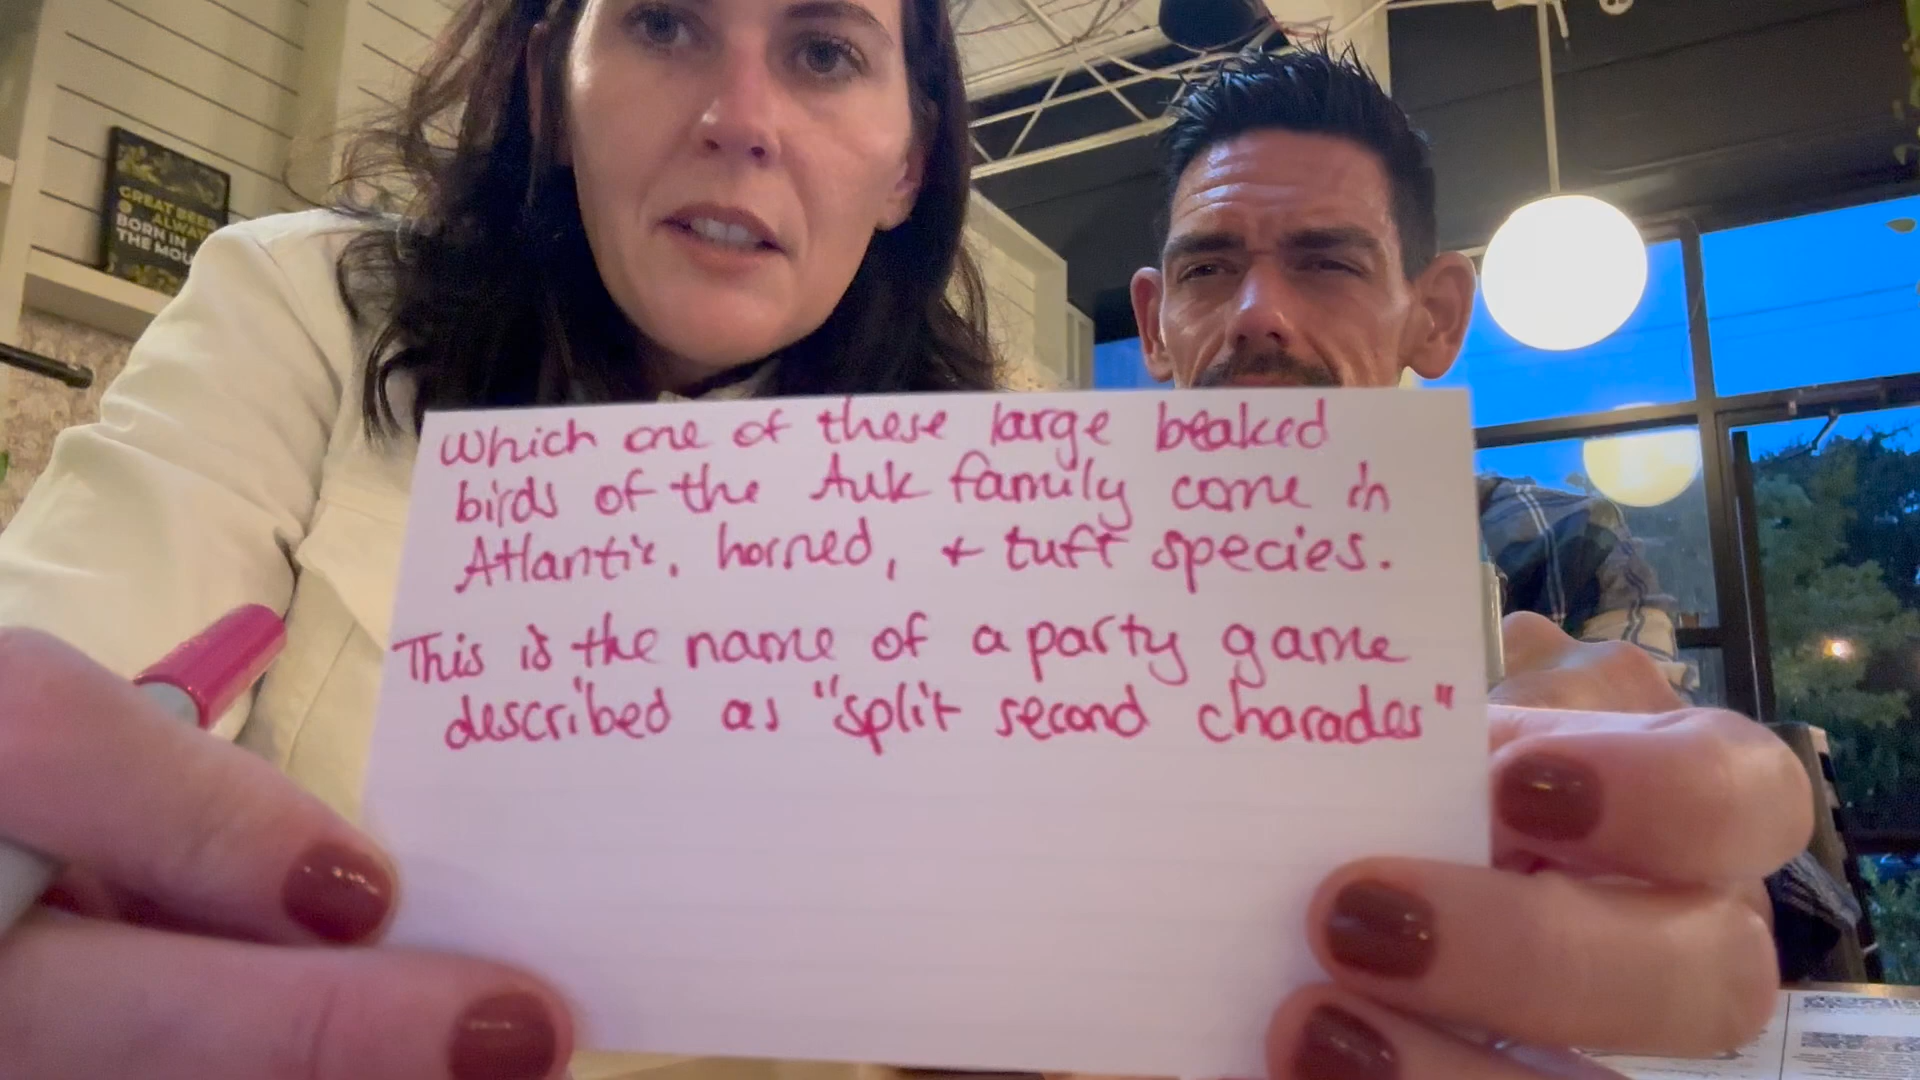 GREAT BEER
ALWAYS
BORN IN
THE MOU
Which one of these large beaked
birds of the Auk family come in
Atlantic, horned, + tuft species.
This is the name of a party game
described as "split second charades"